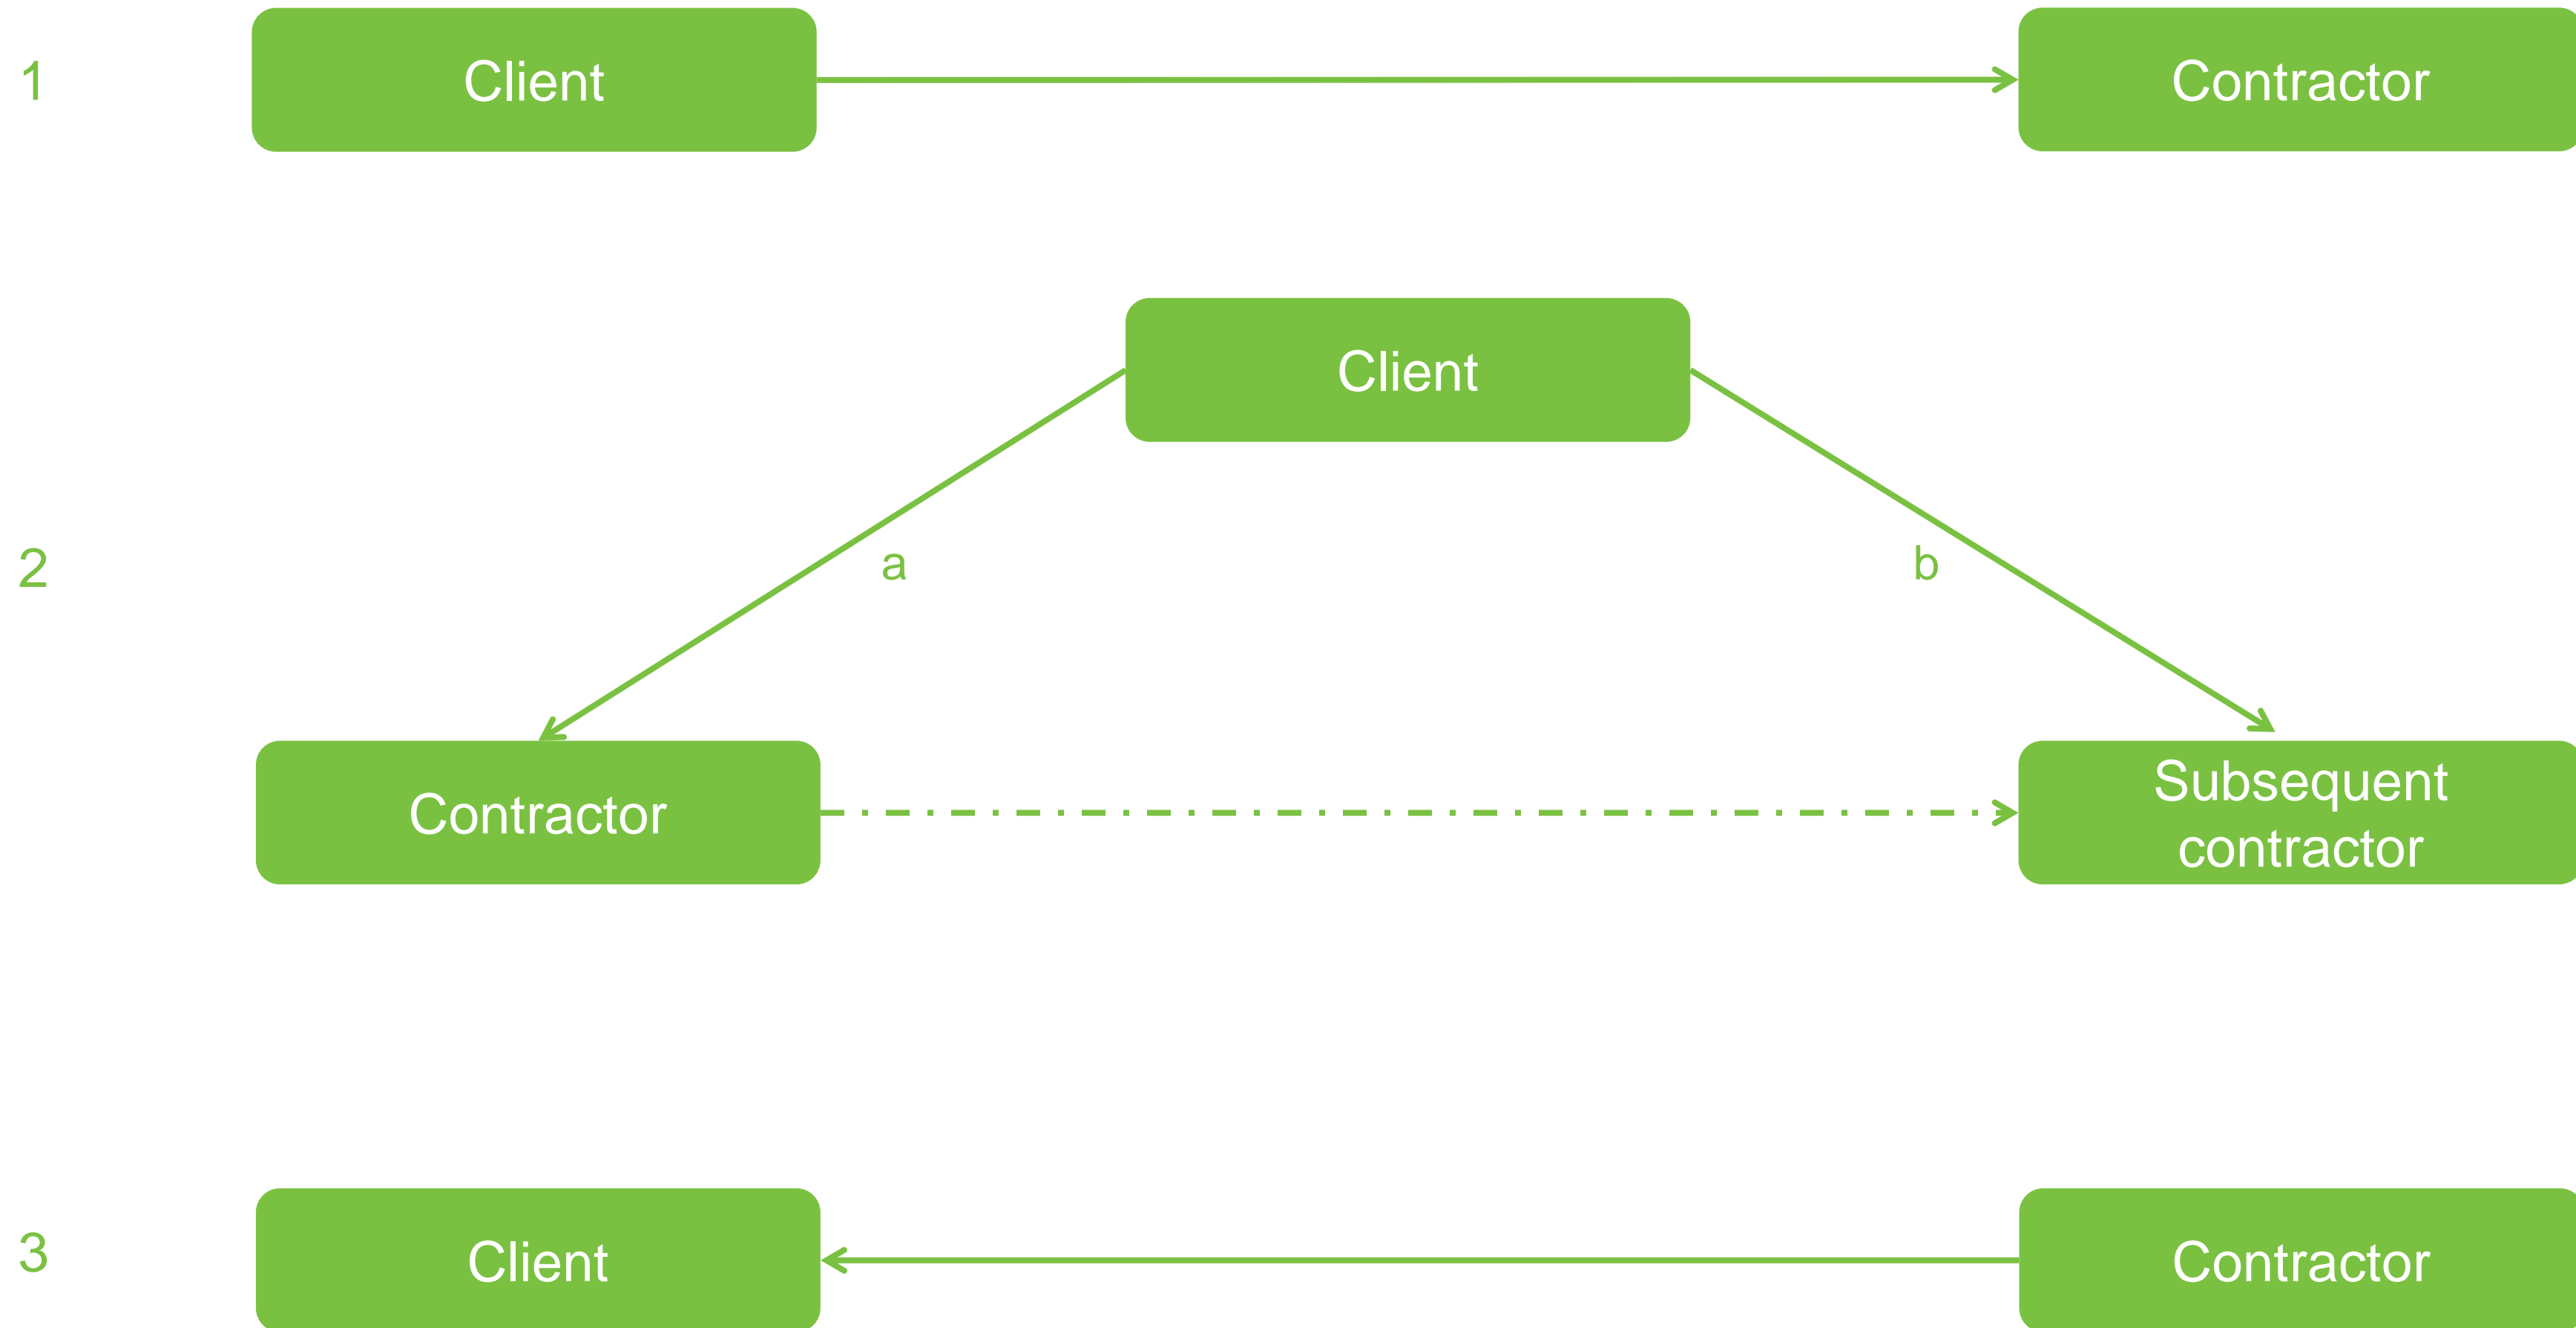 1
Client
Contractor
Client
2
a
b
Contractor
Subsequent
contractor
3
Client
Contractor